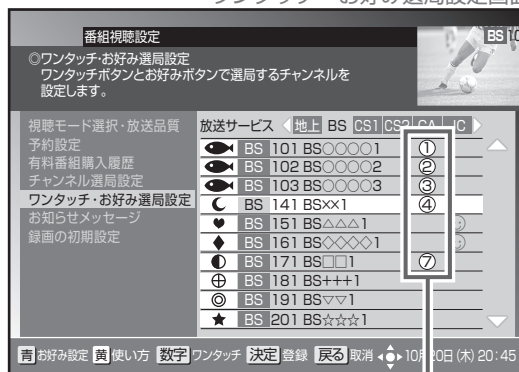 番組視聴設定
BS
◎ワンタッチ・お好み選局設定
ワンタッチボタンとお好みボタンで選局するチャンネルを
設定します。
視聴モード選択・放送品質
予約設定
有料番組購入履歴
チャンネル選局設定
ワンタッチ・お好み選局設定
お知らせメッセージ
録画の初期設定
放送サービス 地上 BS CS1 CS2 CA
BS 101 BS○○○○1 ①
BS 102 BS○○○○2 ②
BS 103 BS○○○○3 ③
BS 141 BS××1 ④
BS 151 BS△△△1
BS 161 BS◇◇◇◇1
BS 171 BS□□1 ⑦
BS 181 BS+++1
BS 191 BS▽▽1
BS 201 BS☆☆☆1
青 お好み設定 黄 使い方 数字 ワンタッチ 決定 登録 戻る 取消 10月20日(木) 20:45